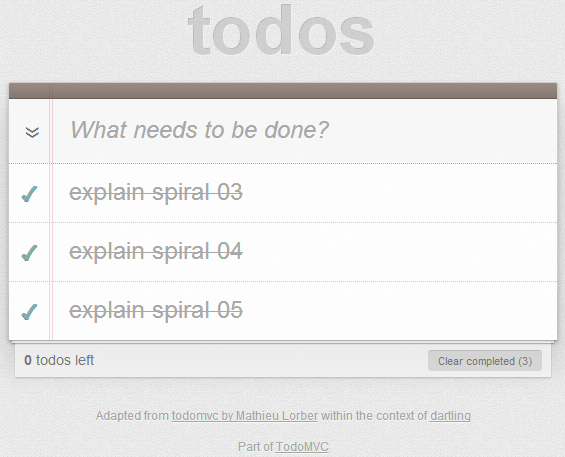 todos
What needs to be done?
explain spiral 03
explain spiral 04
explain spiral 05
0 todos left
Clear completed (3)
Adapted from todomvc by Mathieu Lorber within the context of dartling
Part of TodoMVC